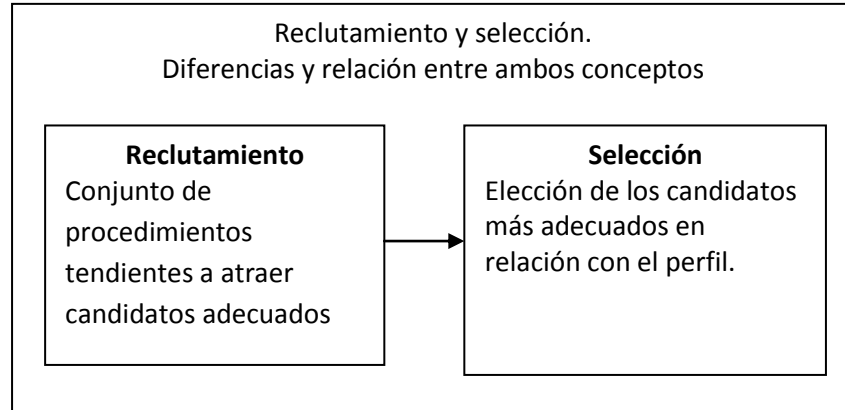 Reclutamiento y selección.
Diferencias y relación entre ambos conceptos
Reclutamiento
Conjunto de
procedimientos
tendientes a atraer
candidatos adecuados
Selección
Elección de los candidatos
más adecuados en
relación con el perfil.